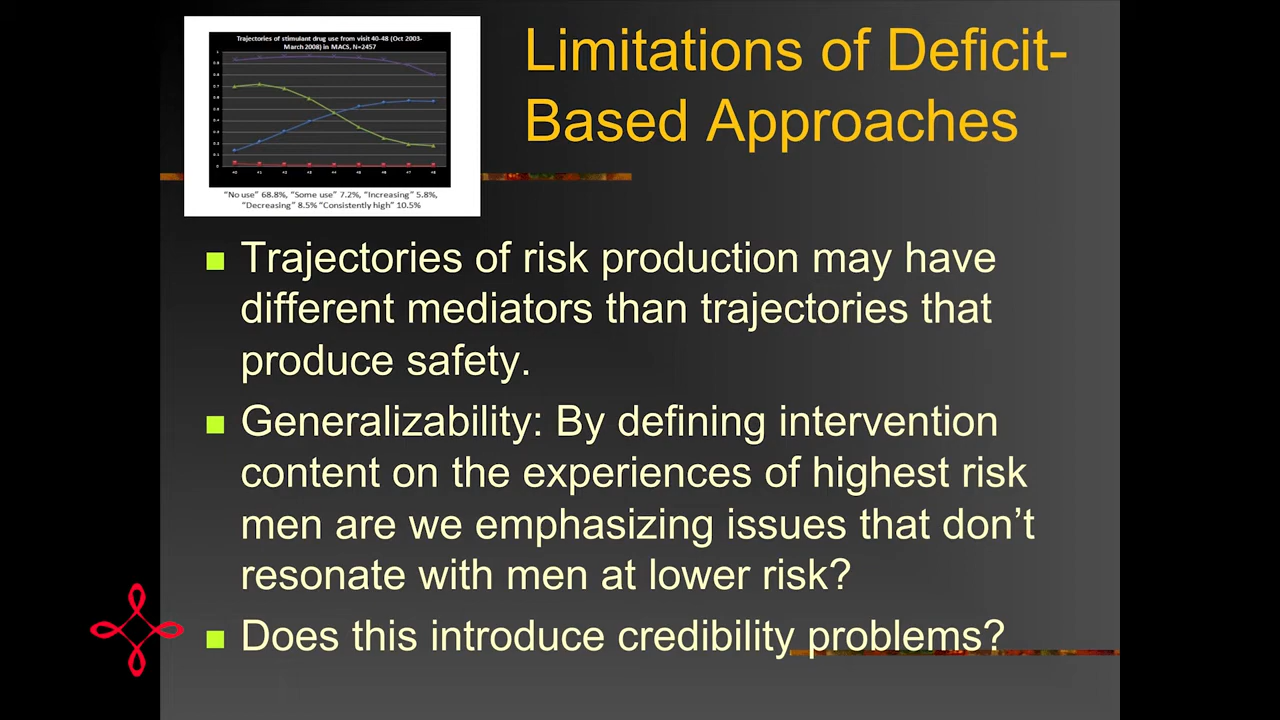 Trajectories of stimulant drug use from visit 40-48 (Oct 2003-
March 2008) in MACS, N=2457
"No use" 68.8%, "Some use" 7.2%, "Increasing" 5.8%,
"Decreasing" 8.5% "Consistently high" 10.5%
Limitations of Deficit-
Based Approaches
Trajectories of risk production may have
different mediators than trajectories that
produce safety.
Generalizability: By defining intervention
content on the experiences of highest risk
men are we emphasizing issues that don’t
resonate with men at lower risk?
Does this introduce credibility problems?